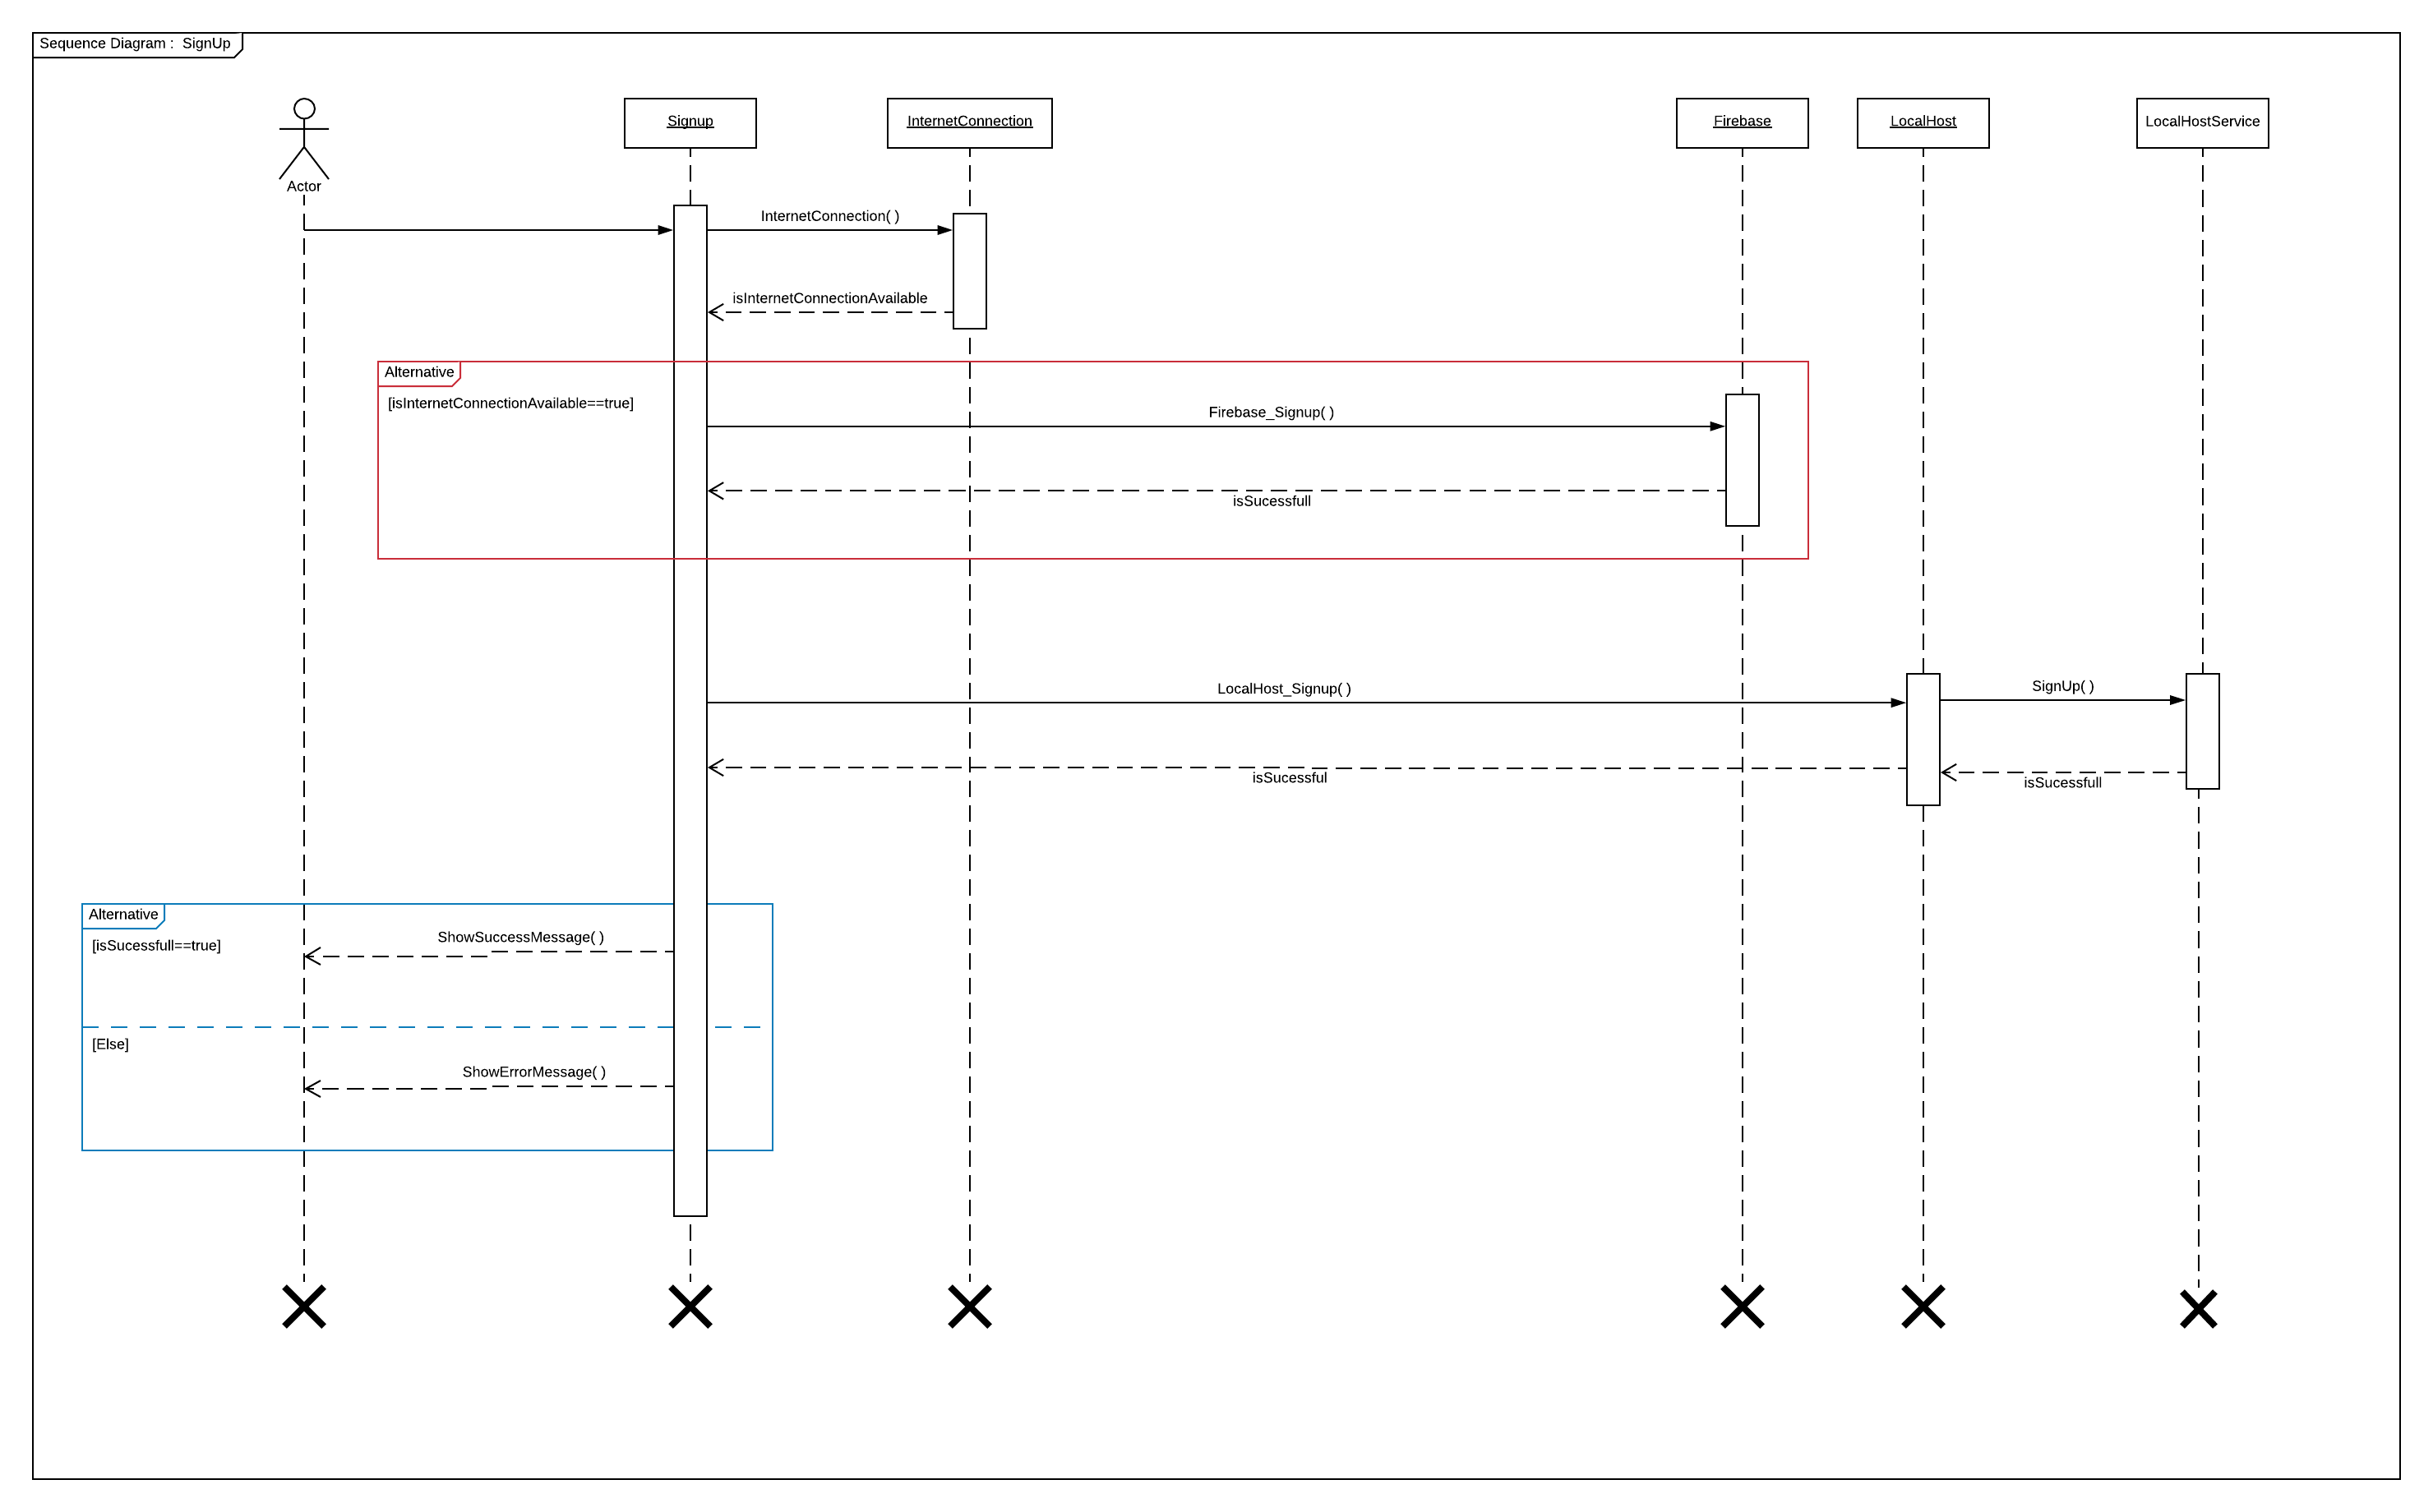 Sequence Diagram :  SignUp
Actor
Signup
InternetConnection
Firebase
LocalHost
LocalHostService
InternetConnection( )
isInternetConnectionAvailable
Alternative
[isInternetConnectionAvailable==true]
Firebase_Signup( )
isSucessfull
LocalHost_Signup( )
SignUp( )
isSucessful
isSucessfull
Alternative
[isSucessfull==true]
ShowSuccessMessage( )
[Else]
ShowErrorMessage( )